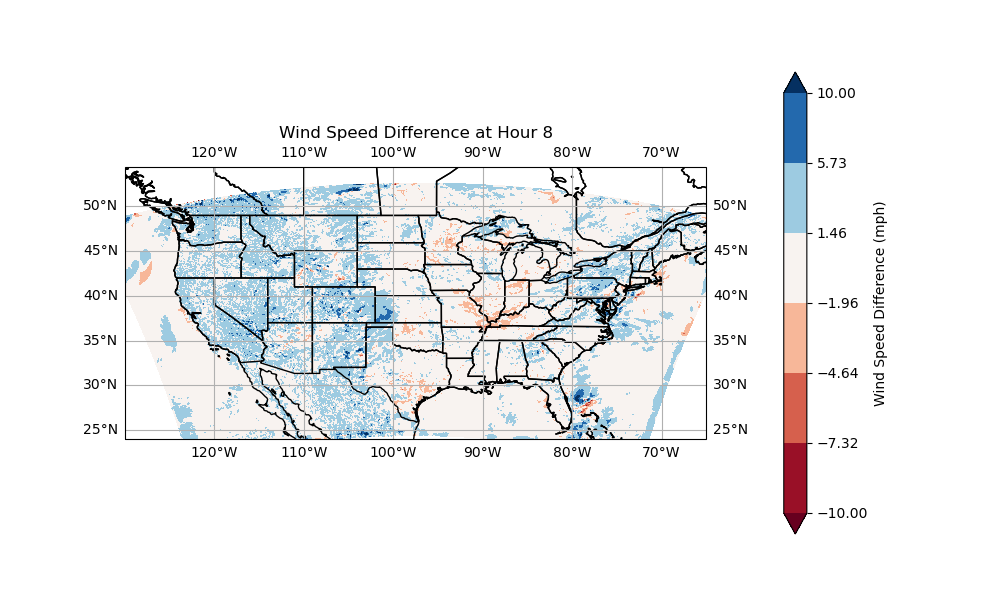 Wind Speed Difference at Hour 8
120°W 110°W 100°W 90°W 80°W 70°W
50°N 50°N
45°N 45°N
40°N 40°N
35°N 35°N
30°N 30°N
25°N 25°N
120°W 110°W 100°W 90°W 80°W 70°W
10.00
5.73
1.46
−1.96
−4.64
−7.32
−10.00
Wind Speed Difference (mph)